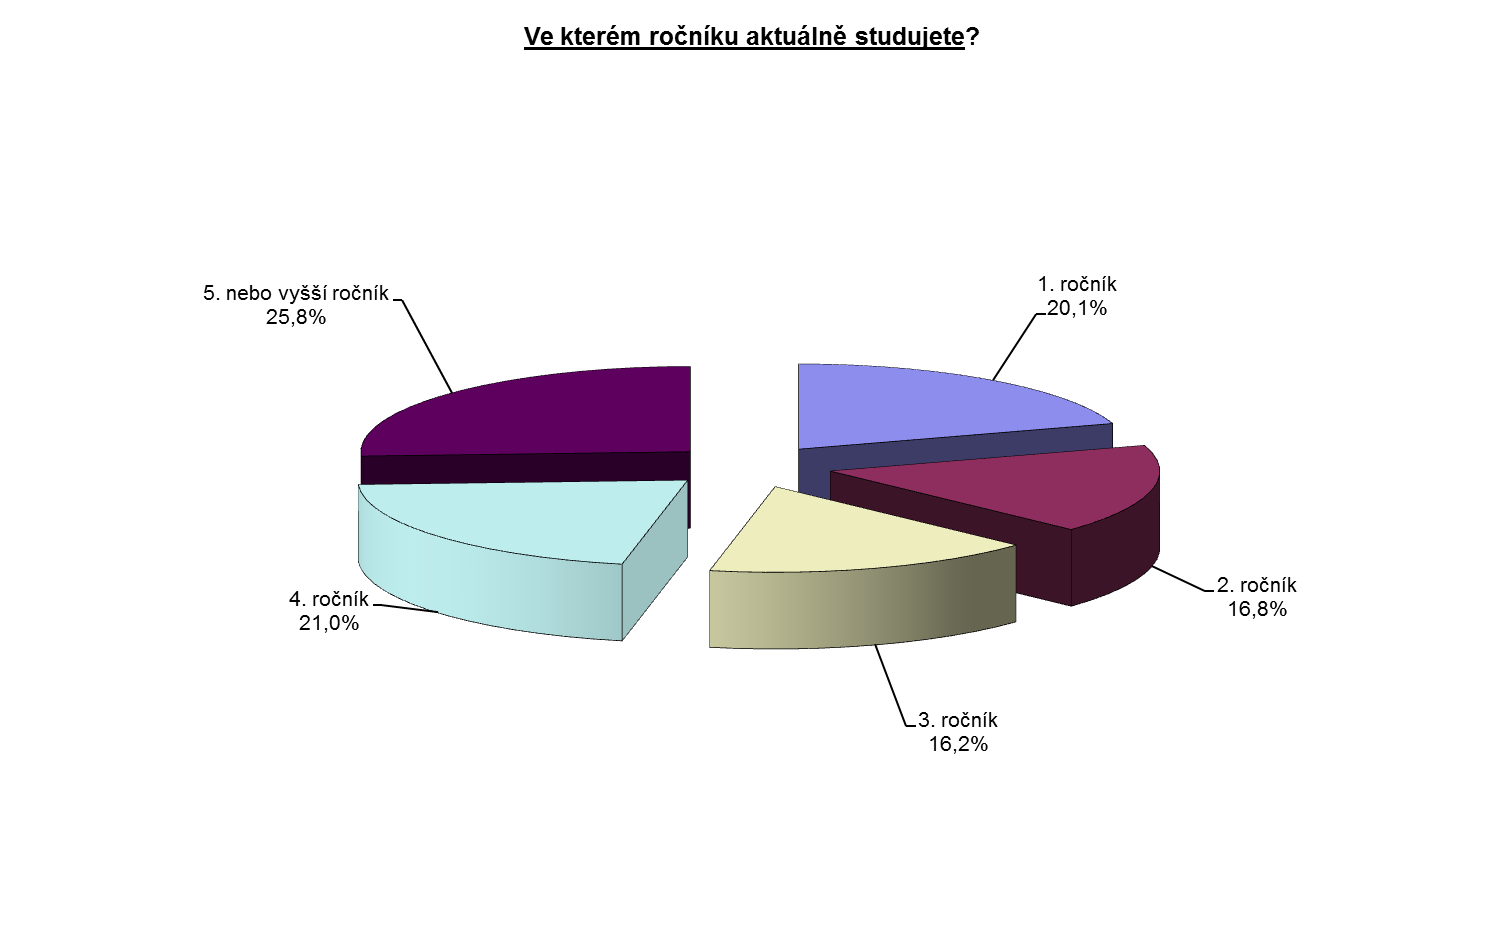 Ve kterém ročníku aktuálně studujete?
5. nebo vyšší ročník
25,8%
1. ročník
20,1%
4. ročník
21,0%
2. ročník
16,8%
3. ročník
16,2%